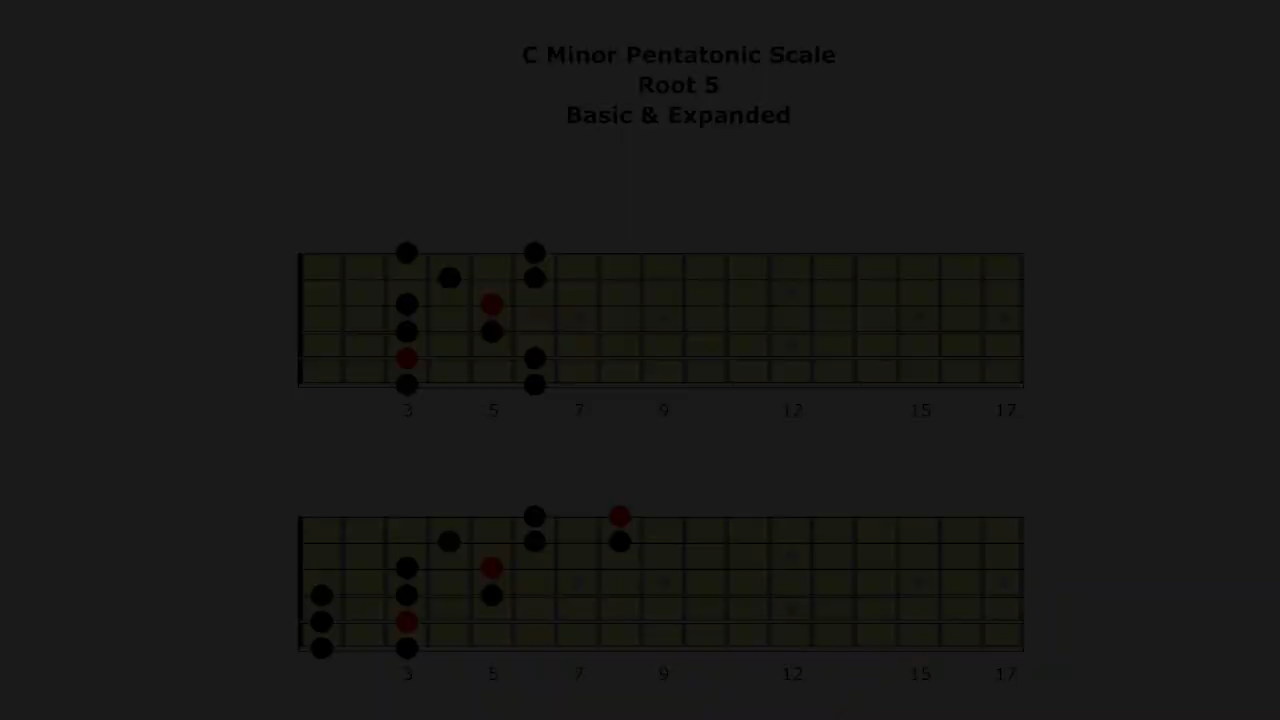 C Minor Pentatonic Scale
Root 5
Basic & Expanded
3 5 7 9 12 15 17
3 5 7 9 12 15 17